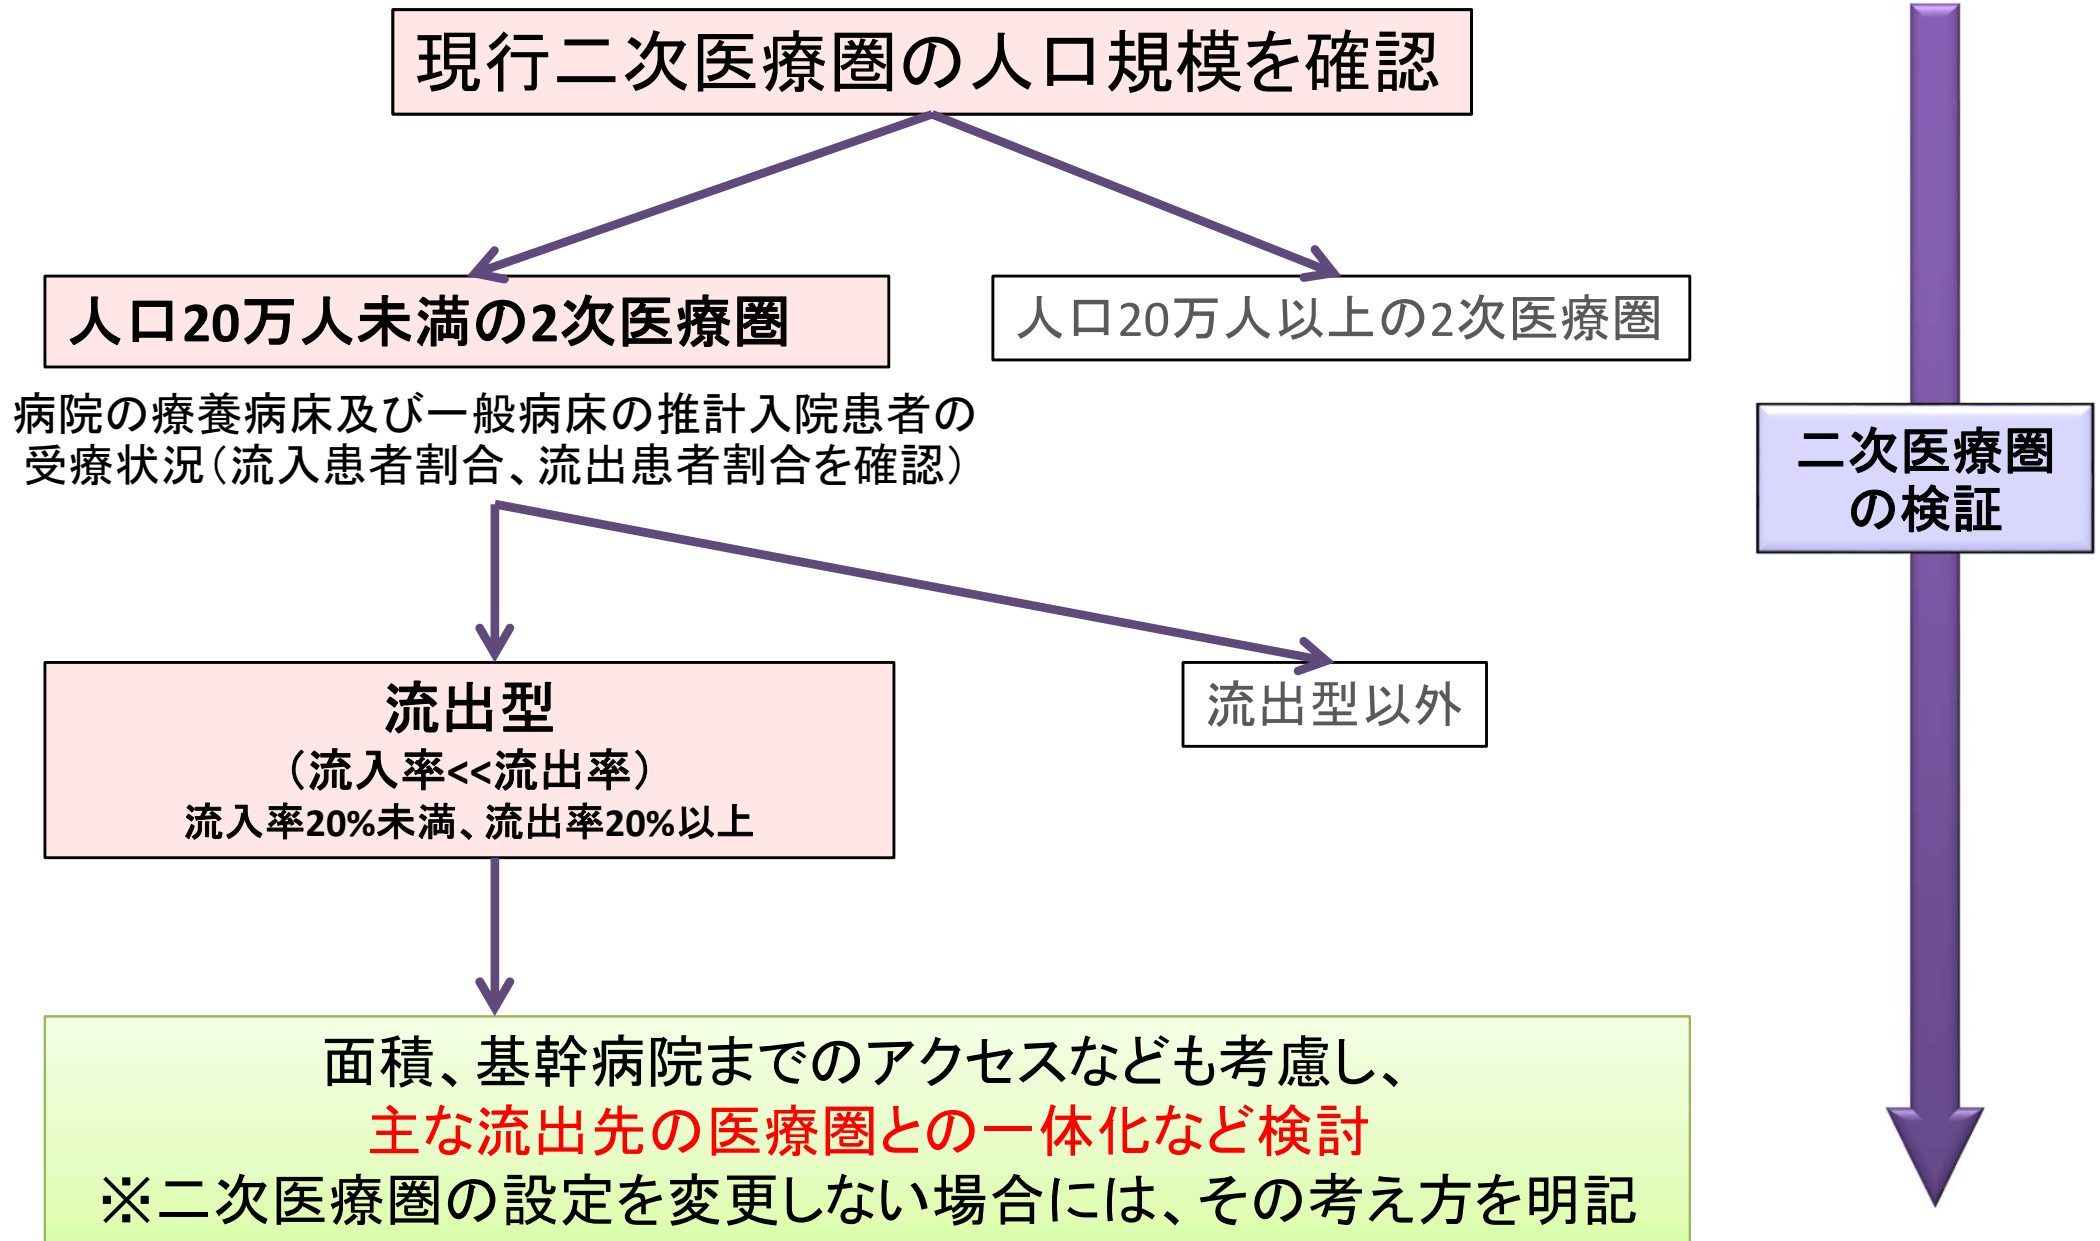 現行二次医療圏の人口規模を確認
人口20万人未満の2次医療圏
人口20万人以上の2次医療圏
病院の療養病床及び一般病床の推計入院患者の
受療状況（流入患者割合、流出患者割合を確認）
二次医療圏
の検証
流出型
（流入率<<流出率）
流入率20%未満、流出率20%以上
流出型以外
面積、基幹病院までのアクセスなども考慮し、
主な流出先の医療圏との一体化など検討
※二次医療圏の設定を変更しない場合には、その考え方を明記